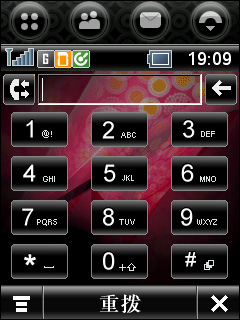 G 19:09
1 @! 2 ABC 3 DEF
4 GHI 5 JKL 6 MNO
7 PQRS 8 TUV 9 WXYZ
* ⎵ 0 +⇧ #
重拨